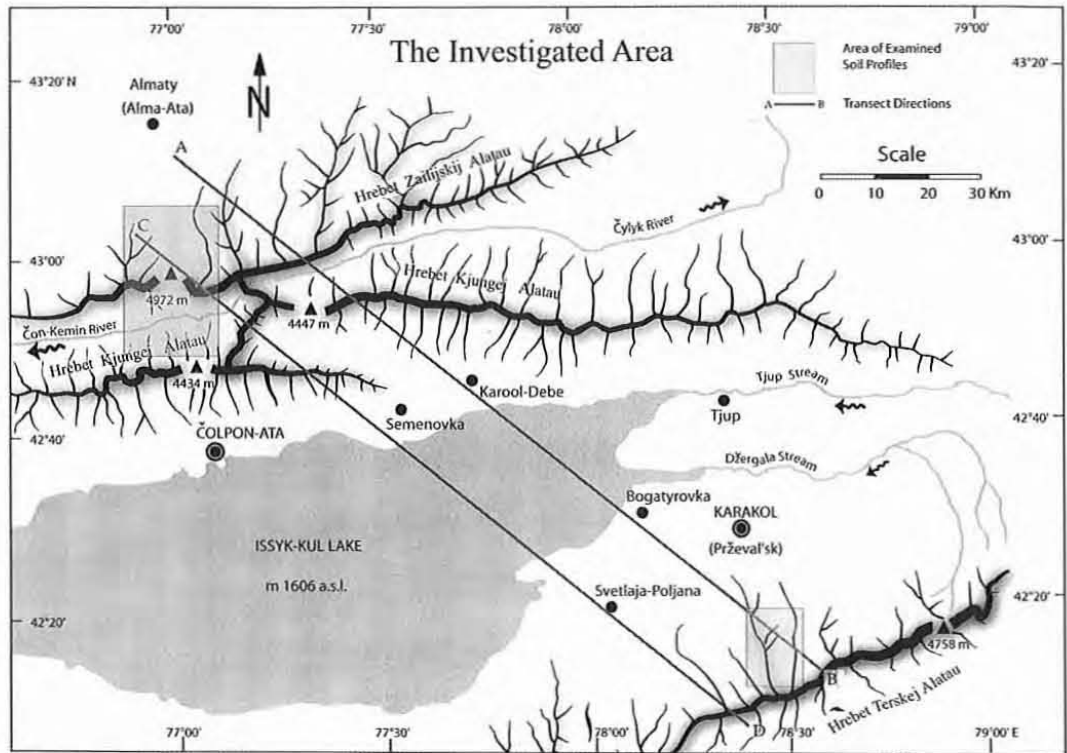 77°00'
77°30'
78°00'
78°30'
79°00'
The Investigated Area
Area of Examined
Soil Profiles
A
B
Transect Directions
43°20' N
43°20'
Almaty
(Alma-Ata)
N
A
Scale
0
10
20
30 Km
Hrebet Zailijskij Alatau
Čylyk River
C
43°00'
43°00'
4972 m
Hrebet Kjungej Alatau
4447 m
Čon-Kemin River
Hrebet Kjungej Alatau
4434 m
Karool-Debe
Tjup Stream
Semenovka
Tjup
42°40'
42°40'
ČOLPON-ATA
Džergala Stream
Bogatyrovka
KARAKOL
(Prževal'sk)
ISSYK-KUL LAKE
m 1606 a.s.l.
Svetlaja-Poljana
42°20'
42°20'
4758 m
B
Hrebet Terskej Alatau
D
77°00'
77°30'
78°00'
78°30'
79°00' E